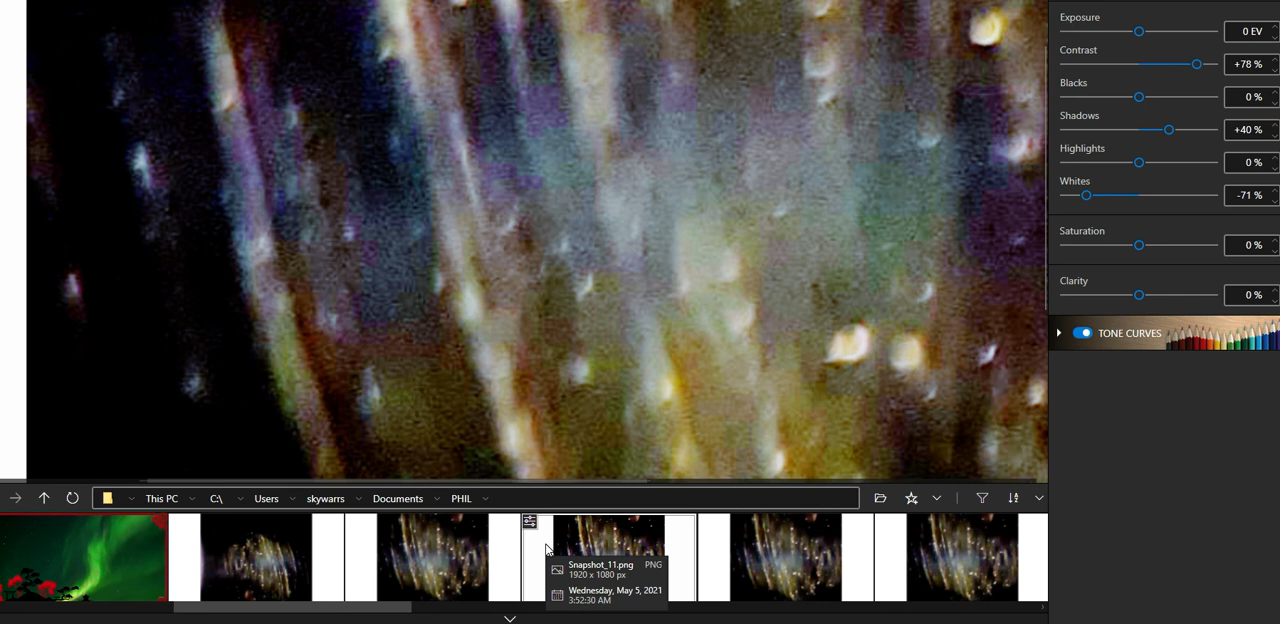 Exposure
0 EV
Contrast
+78 %
Blacks
0 %
Shadows
+40 %
Highlights
0 %
Whites
-71 %
Saturation
0 %
Clarity
0 %
TONE CURVES
This PC
C:\
Users
skywarrs
Documents
PHIL
Snapshot_11.png
PNG
1920 x 1080 px
Wednesday, May 5, 2021
3:52:30 AM